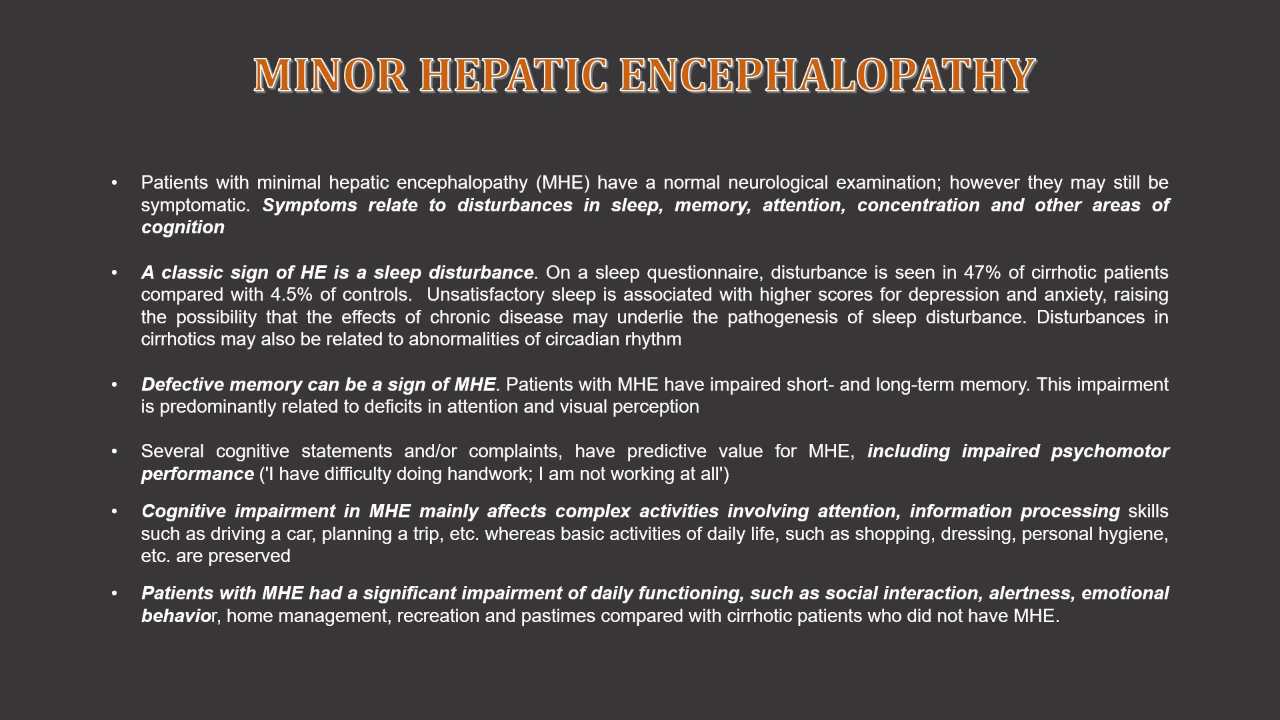 MINOR HEPATIC ENCEPHALOPATHY
• Patients with minimal hepatic encephalopathy (MHE) have a normal neurological examination; however they may still be
symptomatic. Symptoms relate to disturbances in sleep, memory, attention, concentration and other areas of
cognition
• A classic sign of HE is a sleep disturbance. On a sleep questionnaire, disturbance is seen in 47% of cirrhotic patients
compared with 4.5% of controls.  Unsatisfactory sleep is associated with higher scores for depression and anxiety, raising
the possibility that the effects of chronic disease may underlie the pathogenesis of sleep disturbance. Disturbances in
cirrhotics may also be related to abnormalities of circadian rhythm
• Defective memory can be a sign of MHE. Patients with MHE have impaired short- and long-term memory. This impairment
is predominantly related to deficits in attention and visual perception
• Several cognitive statements and/or complaints, have predictive value for MHE, including impaired psychomotor
performance ('I have difficulty doing handwork; I am not working at all')
• Cognitive impairment in MHE mainly affects complex activities involving attention, information processing skills
such as driving a car, planning a trip, etc. whereas basic activities of daily life, such as shopping, dressing, personal hygiene,
etc. are preserved
• Patients with MHE had a significant impairment of daily functioning, such as social interaction, alertness, emotional
behavior, home management, recreation and pastimes compared with cirrhotic patients who did not have MHE.